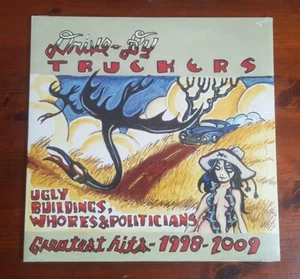 Drive-By
TRUCKERS
UGLY
BUILDINGS,
WHORES & POLITICIANS
Greatest hits - 1998-2009